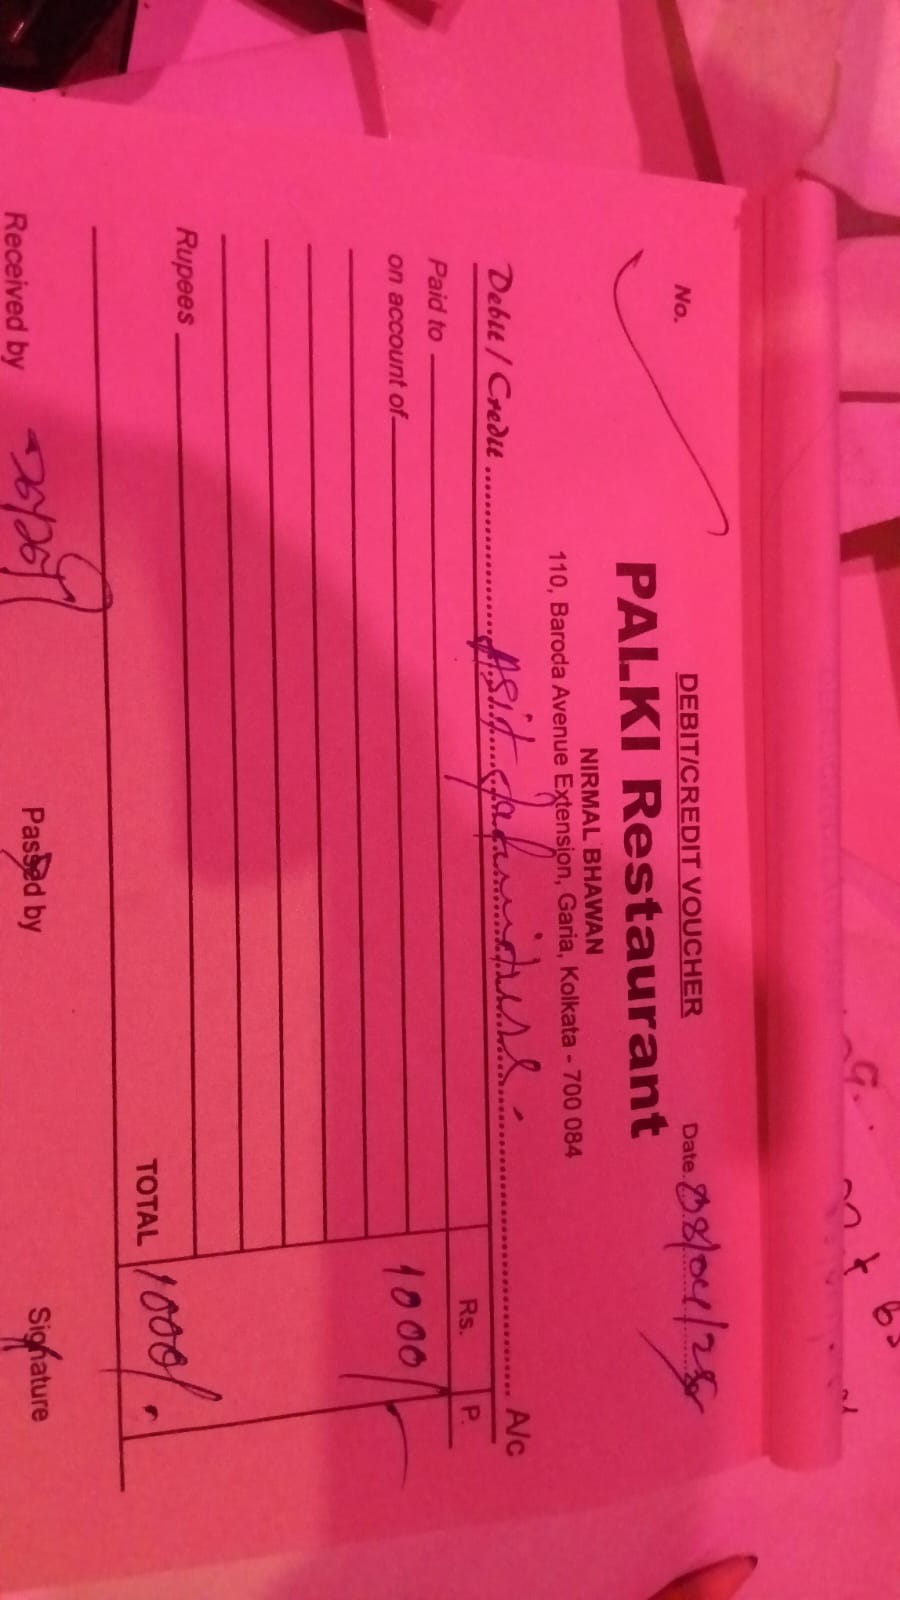 DEBIT/CREDIT VOUCHER
No. Date 08/04/25
PALKI Restaurant
NIRMAL BHAWAN
110, Baroda Avenue Extension, Garia, Kolkata - 700 084
Debit / Credit Asit A/c
Rs. P.
Paid to
on account of 1000/-
Rupees
TOTAL 1000/-
Received by Passed by Signature